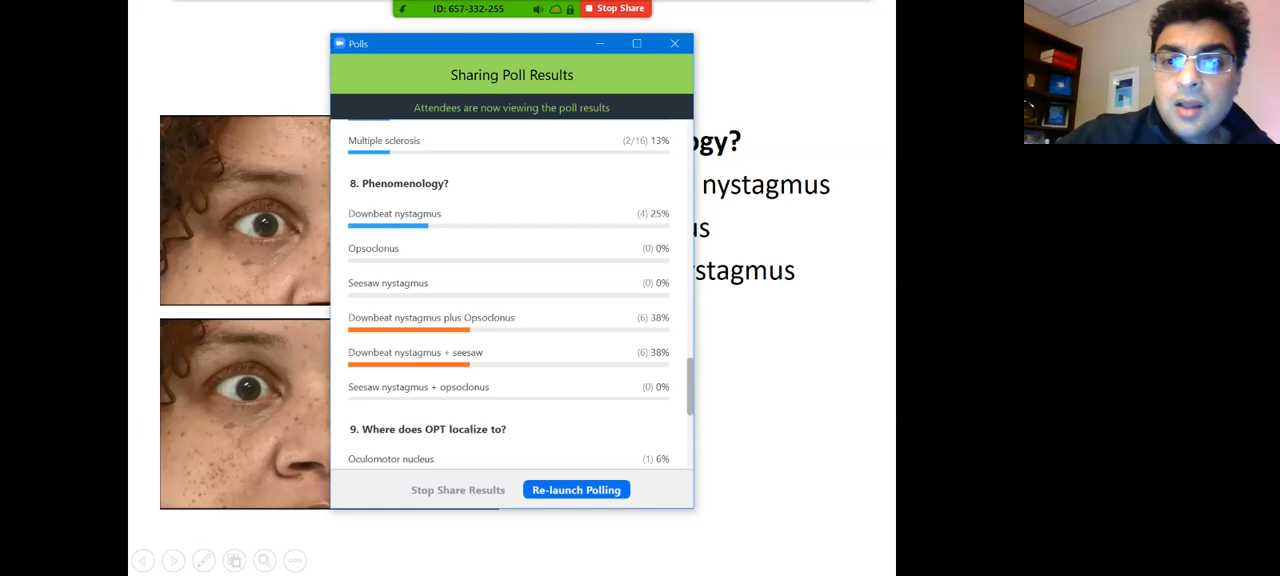 ID: 657-332-255
Stop Share
Polls
Sharing Poll Results
Attendees are now viewing the poll results
Multiple sclerosis (2/16) 13%
8. Phenomenology?
Downbeat nystagmus (4) 25%
Opsoclonus (0) 0%
Seesaw nystagmus (0) 0%
Downbeat nystagmus plus Opsoclonus (6) 38%
Downbeat nystagmus + seesaw (6) 38%
Seesaw nystagmus + opsoclonus (0) 0%
9. Where does OPT localize to?
Oculomotor nucleus (1) 6%
Stop Share Results
Re-launch Polling
ogy?
nystagmus
us
stagmus